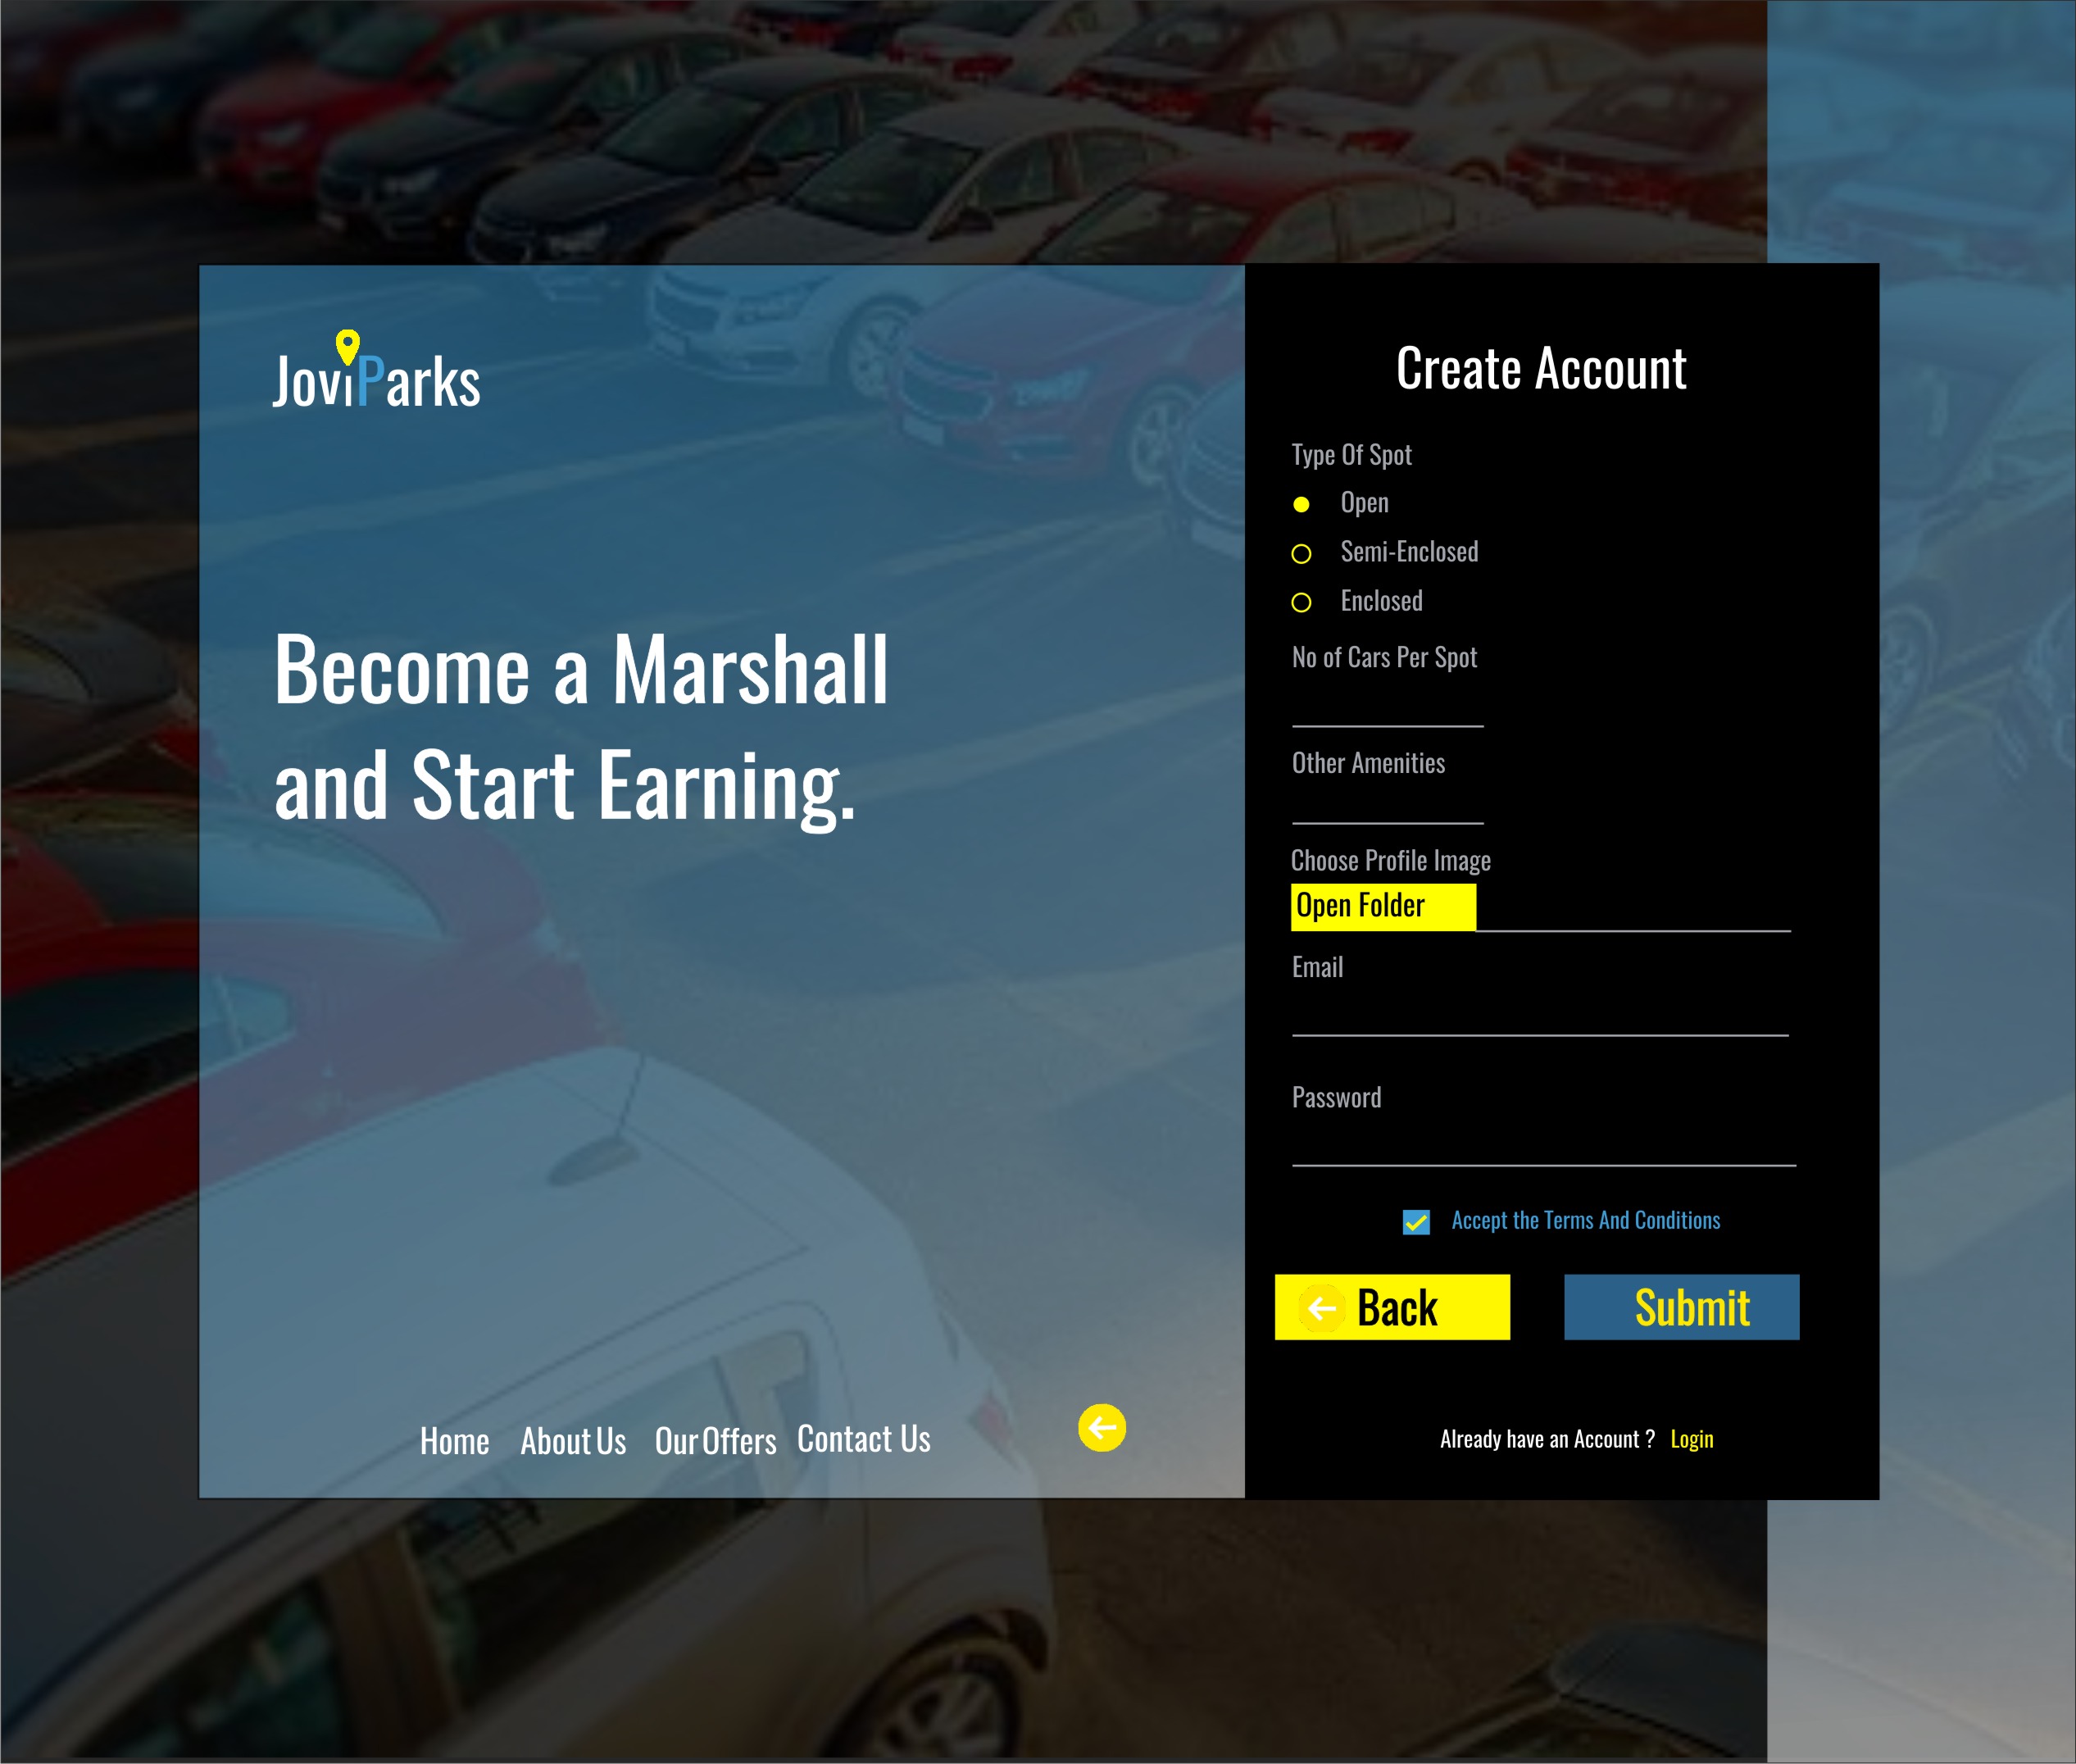 JoviParks
Become a Marshall
and Start Earning.
Home About Us Our Offers Contact Us
Create Account
Type Of Spot
Open
Semi-Enclosed
Enclosed
No of Cars Per Spot
Other Amenities
Choose Profile Image
Open Folder
Email
Password
Accept the Terms And Conditions
Back Submit
Already have an Account ? Login